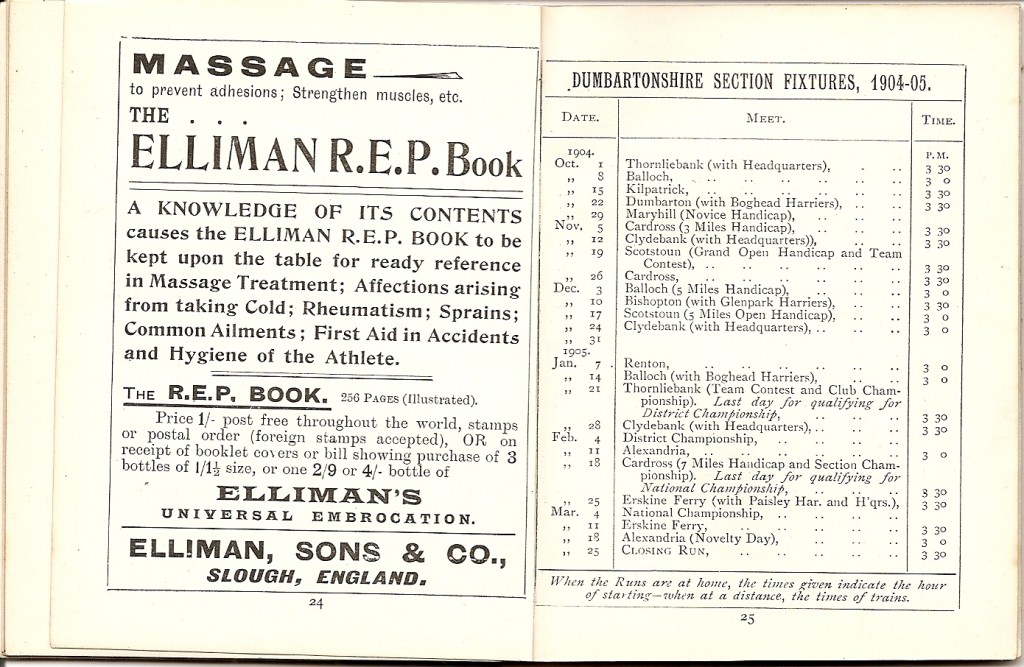 MASSAGE
to prevent adhesions; Strengthen muscles, etc.
THE . . .
ELLIMAN R.E.P. Book
A KNOWLEDGE OF ITS CONTENTS
causes the ELLIMAN R.E.P. BOOK to be
kept upon the table for ready reference
in Massage Treatment; Affections arising
from taking Cold; Rheumatism; Sprains;
Common Ailments; First Aid in Accidents
and Hygiene of the Athlete.
THE R.E.P. BOOK. 256 PAGES (Illustrated).
Price 1/- post free throughout the world, stamps
or postal order (foreign stamps accepted), OR on
receipt of booklet covers or bill showing purchase of 3
bottles of 1/1½ size, or one 2/9 or 4/- bottle of
ELLIMAN'S
UNIVERSAL EMBROCATION.
ELLIMAN, SONS & CO.,
SLOUGH, ENGLAND.
24
DUMBARTONSHIRE SECTION FIXTURES, 1904-05.
DATE. MEET. TIME.
1904. P.M.
Oct. 1 Thornliebank (with Headquarters), . .. 3 30
,, 8 Balloch, .. .. .. .. .. .. 3 0
,, 15 Kilpatrick, .. .. .. .. .. .. 3 30
,, 22 Dumbarton (with Boghead Harriers), .. .. 3 30
,, 29 Maryhill (Novice Handicap), .. .. ..
Nov. 5 Cardross (3 Miles Handicap), .. .. .. 3 30
,, 12 Clydebank (with Headquarters)), .. .. 3 30
,, 19 Scotstoun (Grand Open Handicap and Team
Contest), .. .. .. .. .. .. 3 30
,, 26 Cardross, .. .. .. .. .. .. 3 30
Dec. 3 Balloch (5 Miles Handicap), .. .. .. 3 0
,, 10 Bishopton (with Glenpark Harriers), .. .. 3 30
,, 17 Scotstoun (5 Miles Open Handicap), .. .. 3 0
,, 24 Clydebank (with Headquarters), .. .. .. 3 0
,, 31
1905.
Jan. 7 Renton, .. .. .. .. .. .. 3 0
,, 14 Balloch (with Boghead Harriers), .. .. 3 0
,, 21 Thornliebank (Team Contest and Club Cham-
pionship). Last day for qualifying for
District Championship, .. .. .. .. 3 30
,, 28 Clydebank (with Headquarters, .. .. .. 3 30
Feb. 4 District Championship, .. .. .. ..
,, 11 Alexandria, .. .. .. .. .. .. 3 0
,, 18 Cardross (7 Miles Handicap and Section Cham-
pionship). Last day for qualifying for
National Championship, .. .. .. 3 30
,, 25 Erskine Ferry (with Paisley Har. and H'qrs.), 3 30
Mar. 4 National Championship, .. .. .. ..
,, 11 Erskine Ferry, .. .. .. .. .. 3 30
,, 18 Alexandria (Novelty Day), .. .. .. 3 0
,, 25 CLOSING RUN, .. .. .. .. .. 3 30
When the Runs are at home, the times given indicate the hour
of starting—when at a distance, the times of trains.
25